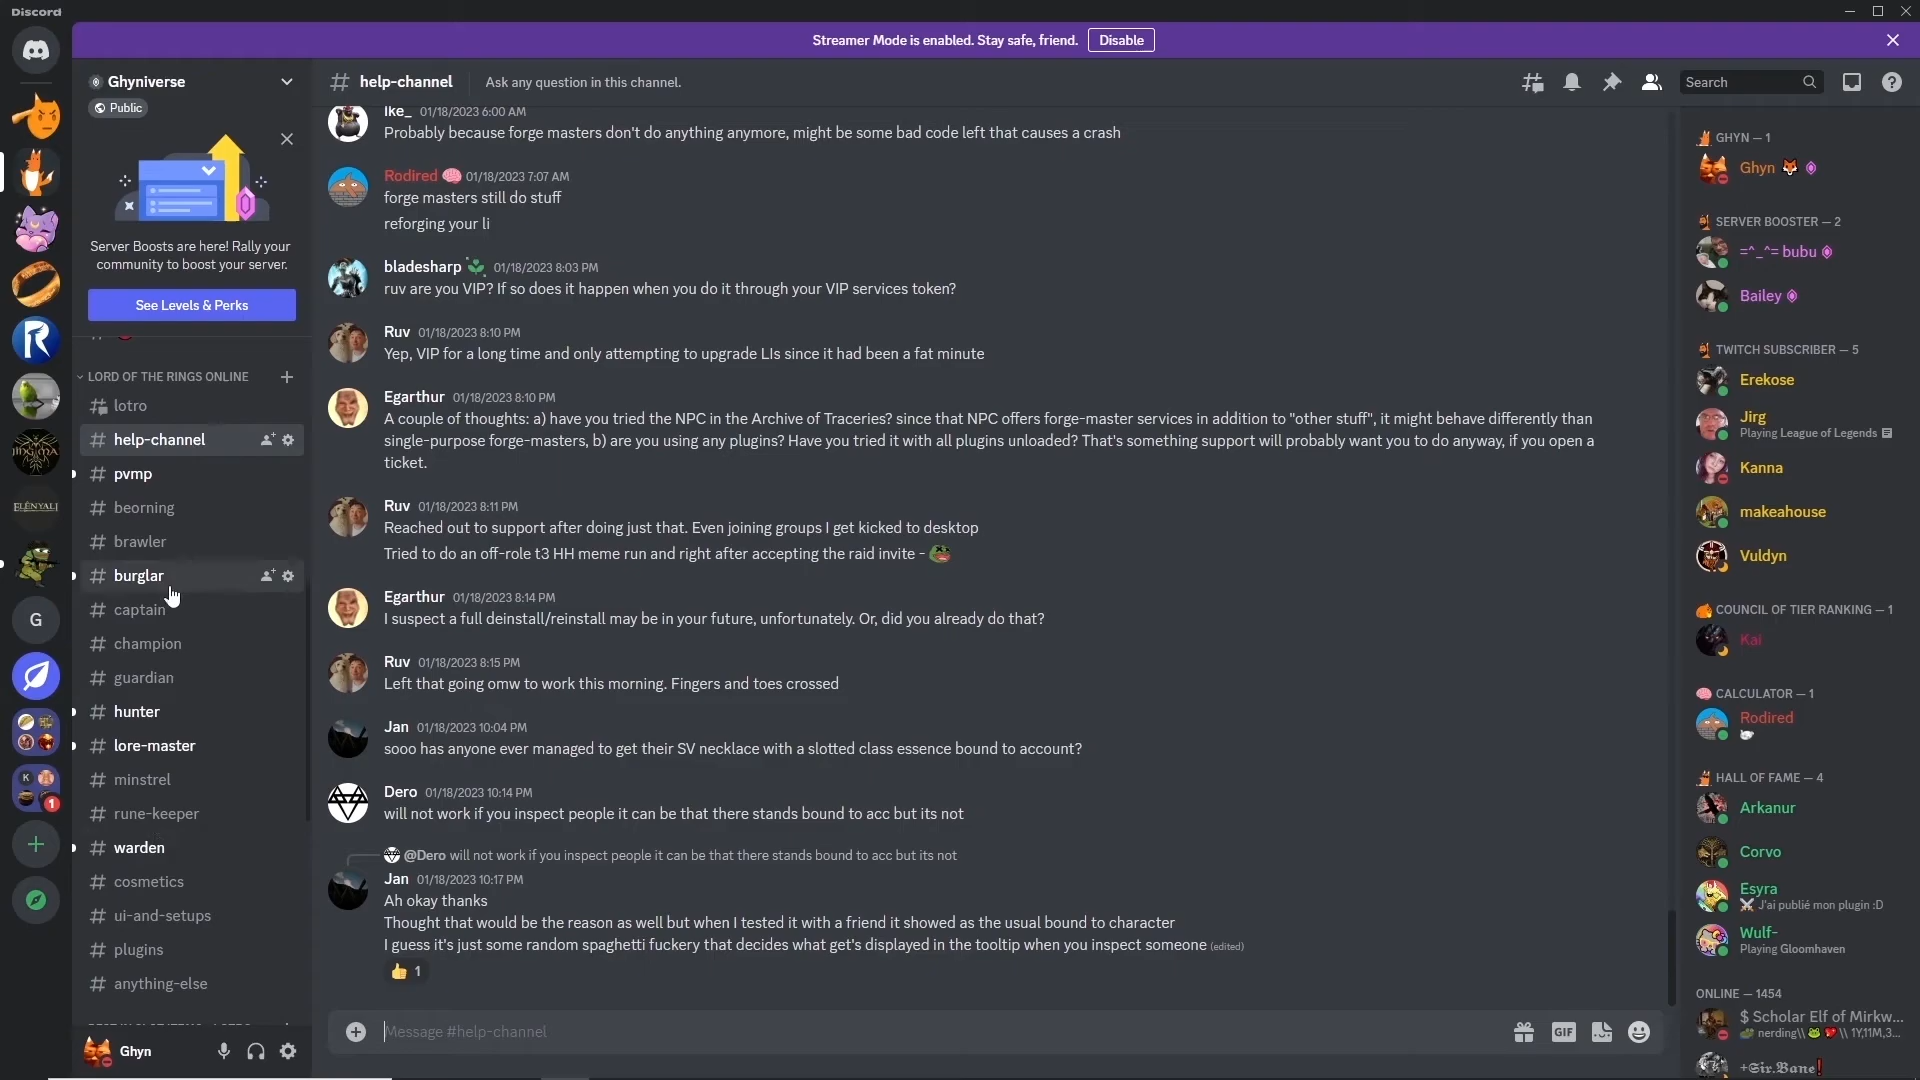 Discord
Streamer Mode is enabled. Stay safe, friend.
Disable
Ghyniverse
Public
Server Boosts are here! Rally your
community to boost your server.
See Levels & Perks
LORD OF THE RINGS ONLINE
lotro
help-channel
pvmp
beorning
brawler
burglar
captain
champion
guardian
hunter
lore-master
minstrel
rune-keeper
warden
cosmetics
ui-and-setups
plugins
anything-else
Ghyn
G
ELENYALI
K
1
help-channel
Ask any question in this channel.
Search
Ike_ 01/18/2023 6:00 AM
Probably because forge masters don't do anything anymore, might be some bad code left that causes a crash
Rodired 01/18/2023 7:07 AM
forge masters still do stuff
reforging your li
bladesharp 01/18/2023 8:03 PM
ruv are you VIP? If so does it happen when you do it through your VIP services token?
Ruv 01/18/2023 8:10 PM
Yep, VIP for a long time and only attempting to upgrade LIs since it had been a fat minute
Egarthur 01/18/2023 8:10 PM
A couple of thoughts: a) have you tried the NPC in the Archive of Traceries? since that NPC offers forge-master services in addition to "other stuff", it might behave differently than
single-purpose forge-masters, b) are you using any plugins? Have you tried it with all plugins unloaded? That's something support will probably want you to do anyway, if you open a
ticket.
Ruv 01/18/2023 8:11 PM
Reached out to support after doing just that. Even joining groups I get kicked to desktop
Tried to do an off-role t3 HH meme run and right after accepting the raid invite -
Egarthur 01/18/2023 8:14 PM
I suspect a full deinstall/reinstall may be in your future, unfortunately. Or, did you already do that?
Ruv 01/18/2023 8:15 PM
Left that going omw to work this morning. Fingers and toes crossed
Jan 01/18/2023 10:04 PM
sooo has anyone ever managed to get their SV necklace with a slotted class essence bound to account?
Dero 01/18/2023 10:14 PM
will not work if you inspect people it can be that there stands bound to acc but its not
@Dero will not work if you inspect people it can be that there stands bound to acc but its not
Jan 01/18/2023 10:17 PM
Ah okay thanks
Thought that would be the reason as well but when I tested it with a friend it showed as the usual bound to character
I guess it's just some random spaghetti fuckery that decides what get's displayed in the tooltip when you inspect someone (edited)
👍 1
Message #help-channel
GIF
GHYN — 1
Ghyn
SERVER BOOSTER — 2
=^_^= bubu
Bailey
TWITCH SUBSCRIBER — 5
Erekose
Jirg
Playing League of Legends
Kanna
makeahouse
Vuldyn
COUNCIL OF TIER RANKING — 1
Kai
CALCULATOR — 1
Rodired
HALL OF FAME — 4
Arkanur
Corvo
Esyra
J'ai publié mon plugin :D
Wulf-
Playing Gloomhaven
ONLINE — 1454
$ Scholar Elf of Mirkw...
nerding\\ 🐸 💔 \\ 1Y,11M,3...
+𝕾𝖎𝖗.𝕭𝖆𝖓𝖊❗